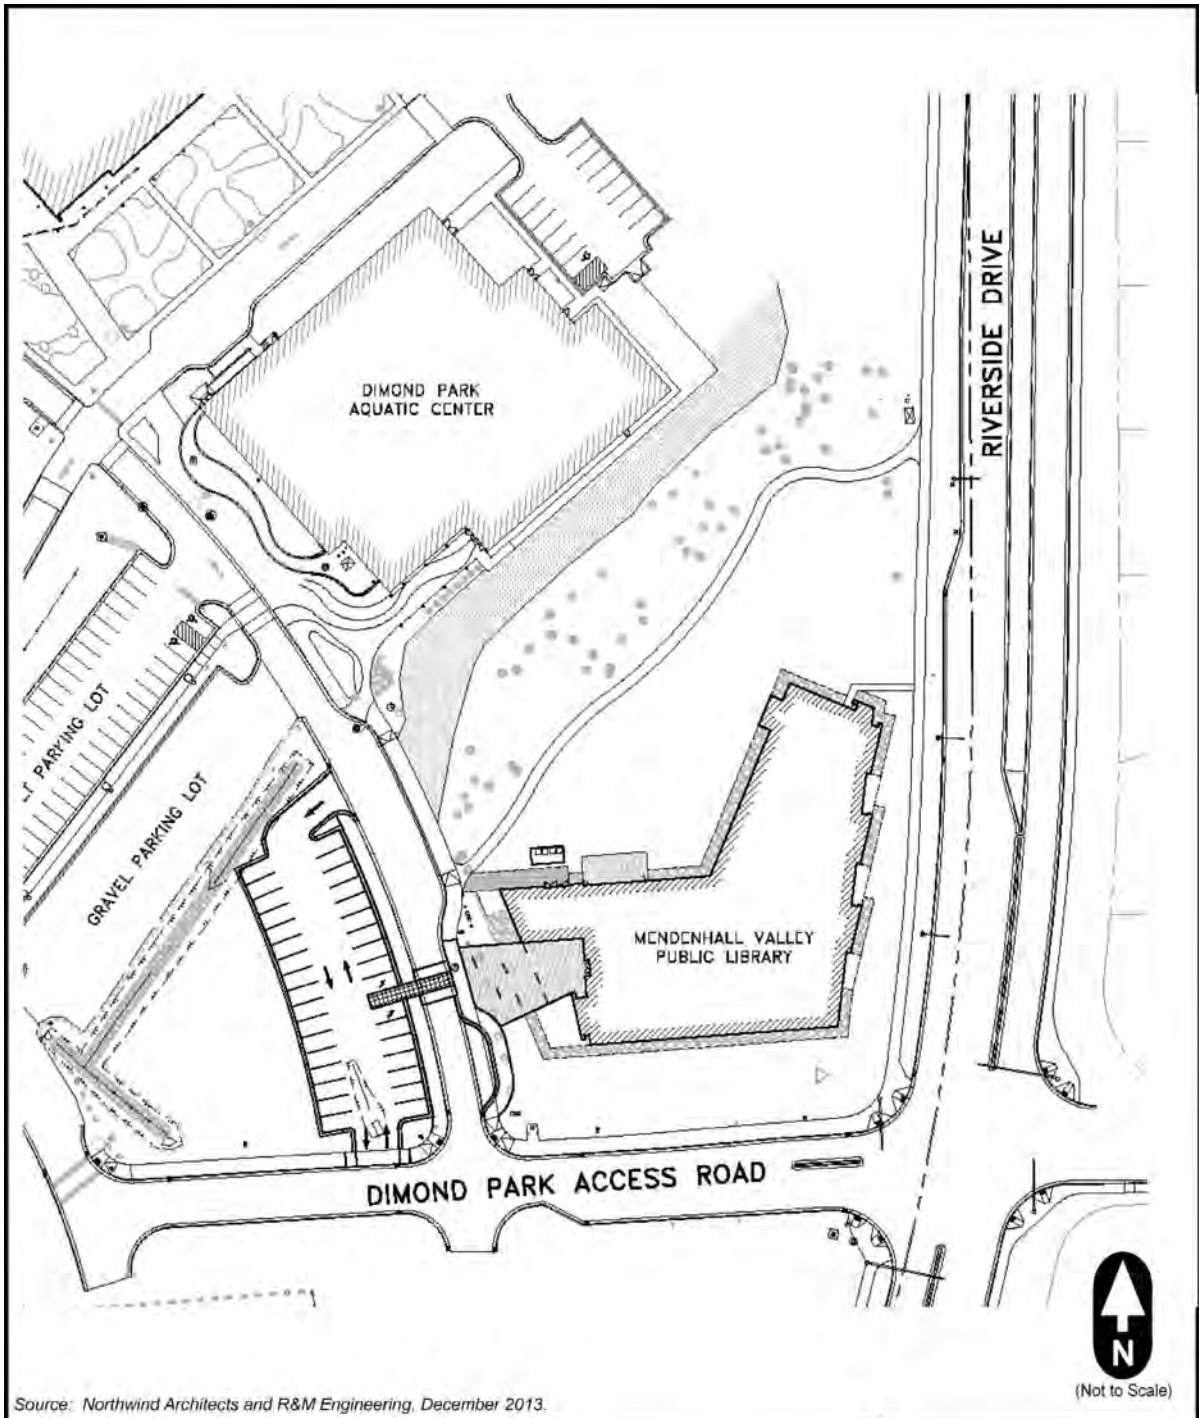 RIVERSIDE DRIVE
DIMOND PARK
AQUATIC CENTER
PARKING LOT
GRAVEL PARKING LOT
MENDENHALL VALLEY
PUBLIC LIBRARY
DIMOND PARK ACCESS ROAD
N
(Not to Scale)
Source: Northwind Architects and R&M Engineering, December 2013.